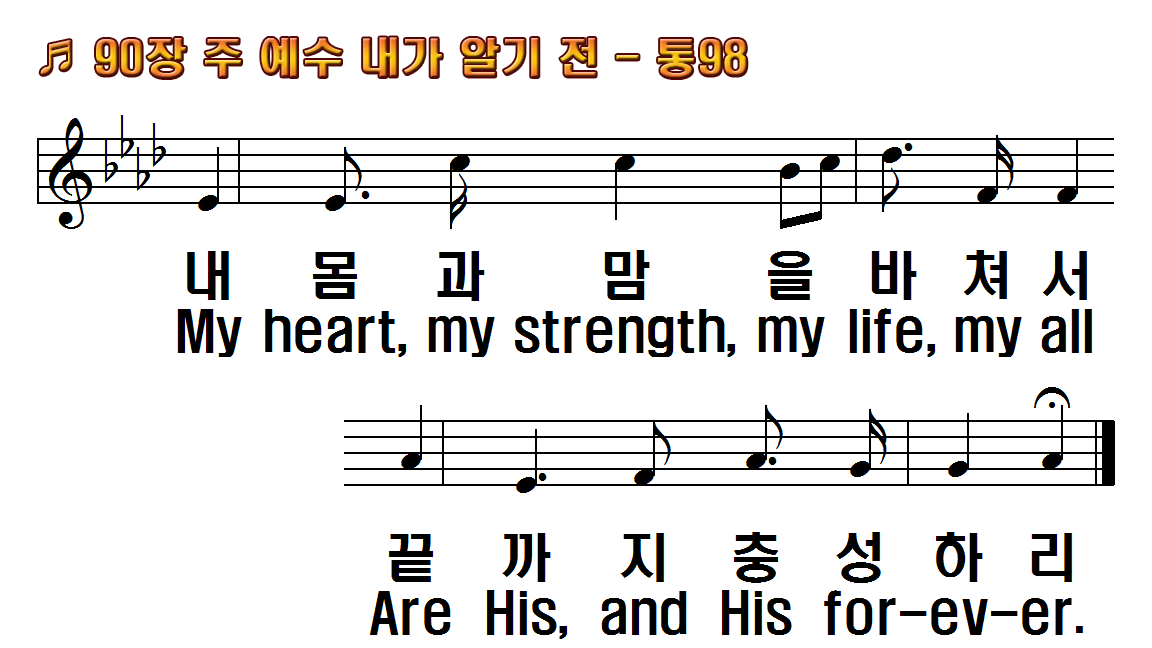 ♬ 90장 주 예수 내가 알기 전 - 통98
내 몸 과 맘 을 바 쳐 서
My heart, my strength, my life, my all
끝 까 지 충 성 하 리
Are His, and His for-ev-er.